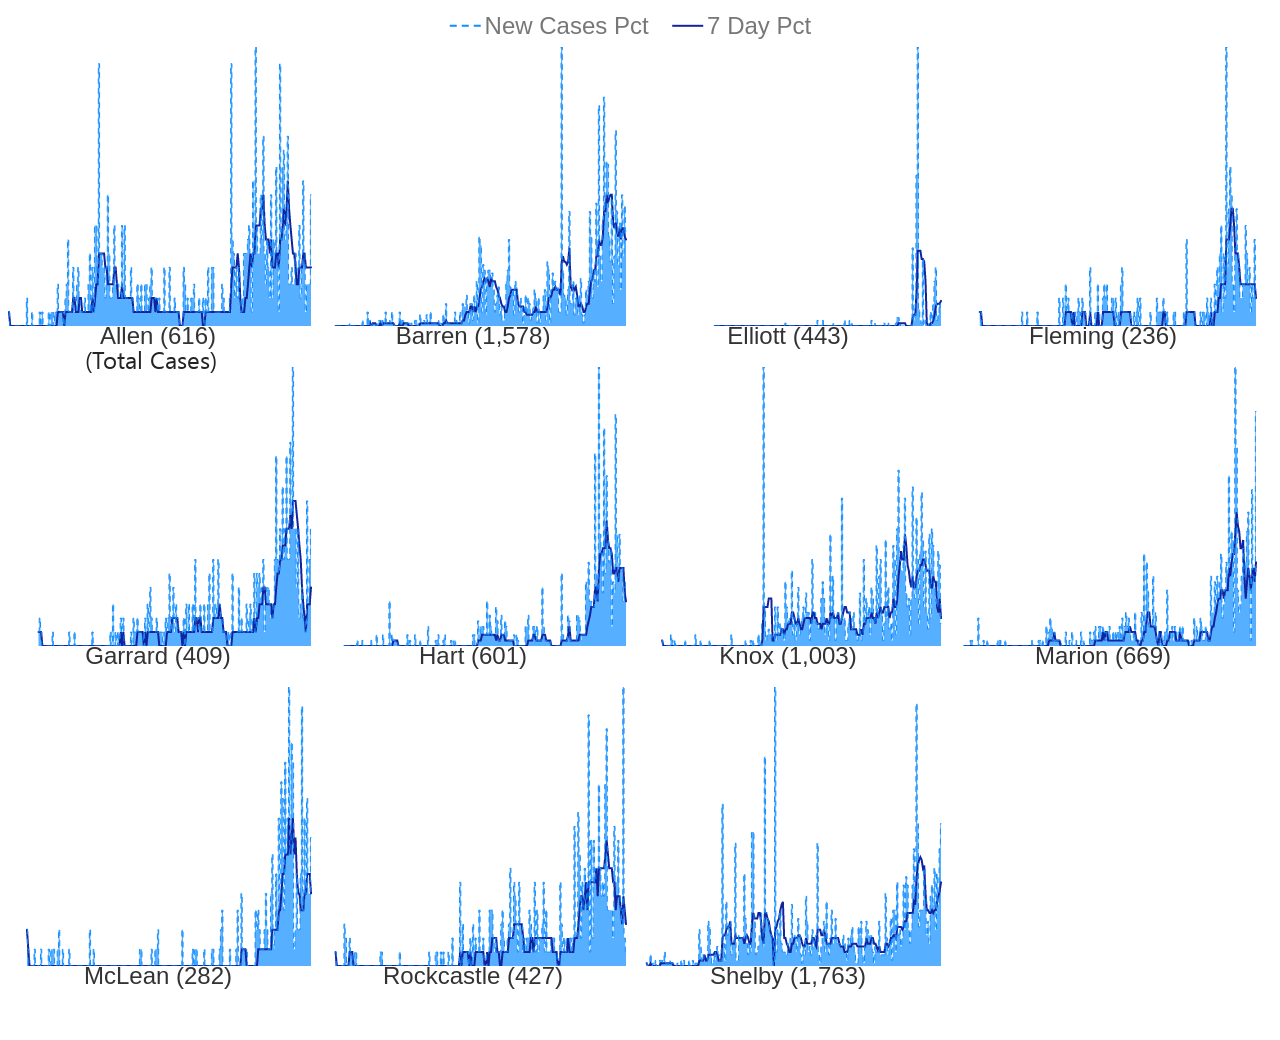 New Cases Pct 7 Day Pct
Allen (616) Barren (1,578) Elliott (443) Fleming (236)
(Total Cases)
Garrard (409) Hart (601) Knox (1,003) Marion (669)
McLean (282) Rockcastle (427) Shelby (1,763)